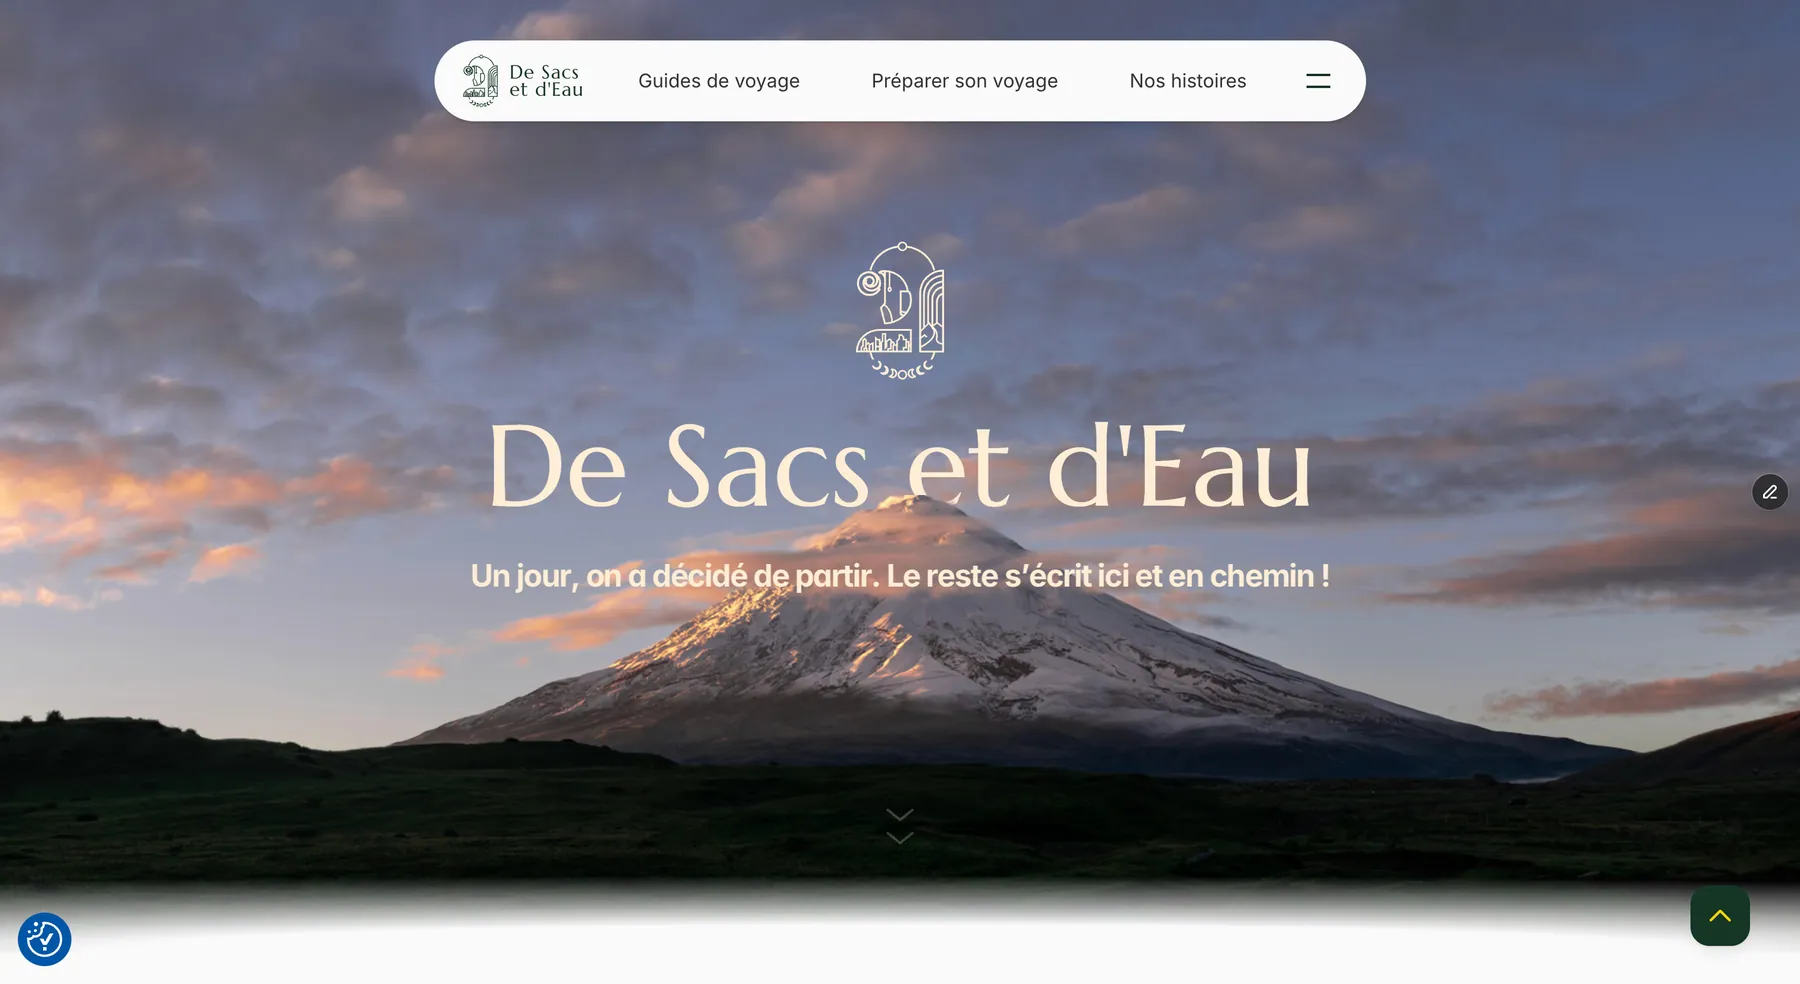 De Sacs
et d'Eau
Guides de voyage
Préparer son voyage
Nos histoires
De Sacs et d'Eau
Un jour, on a décidé de partir. Le reste s’écrit ici et en chemin !